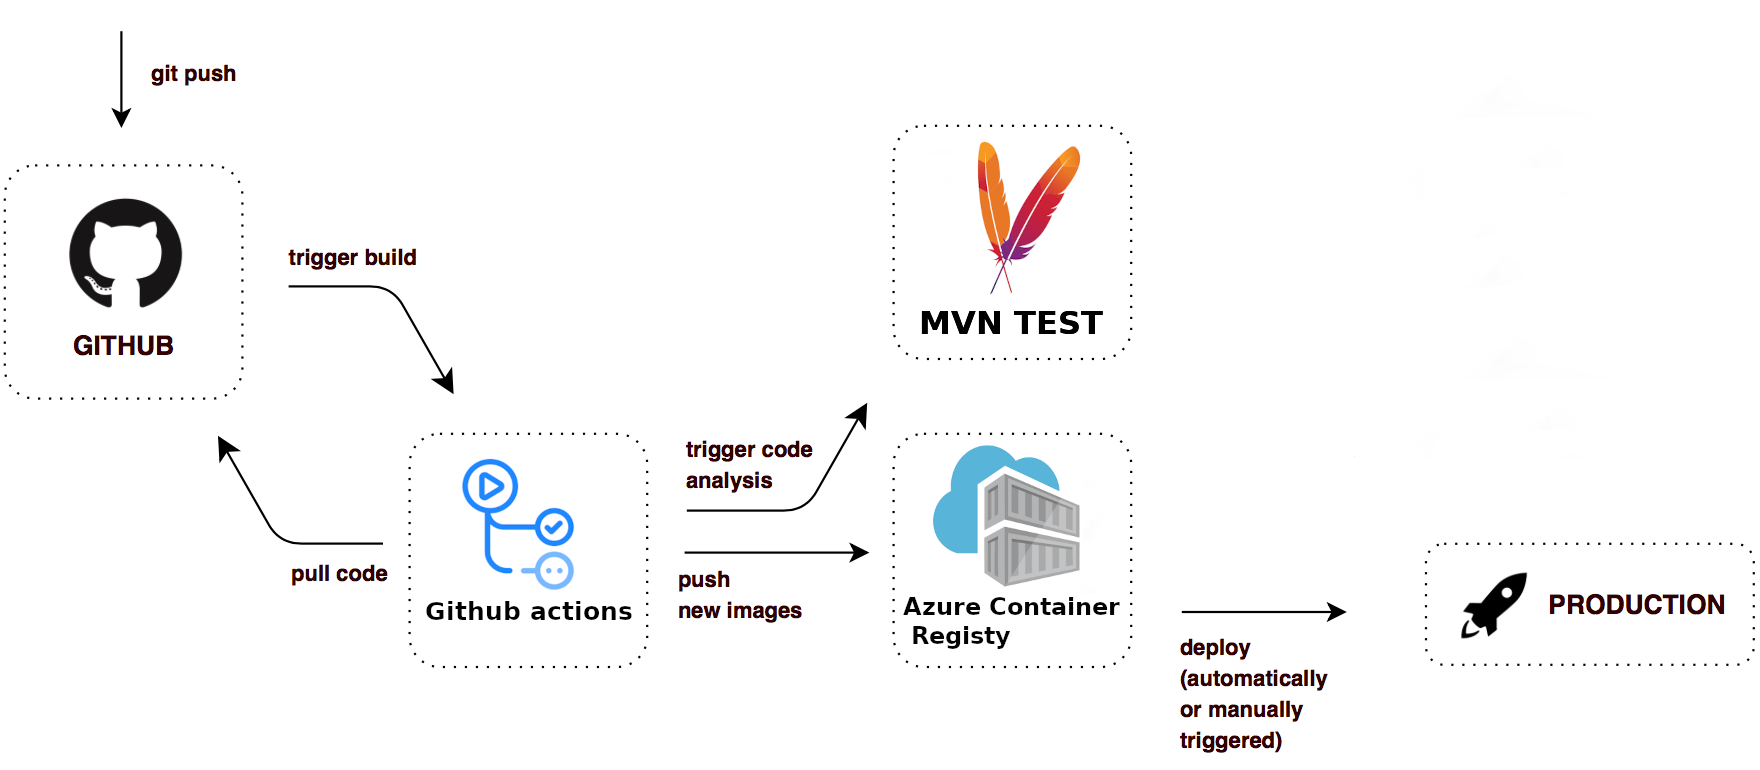 git push
GITHUB
trigger build
pull code
Github actions
trigger code
analysis
push
new images
MVN TEST
Azure Container
Registy
deploy
(automatically
or manually
triggered)
PRODUCTION